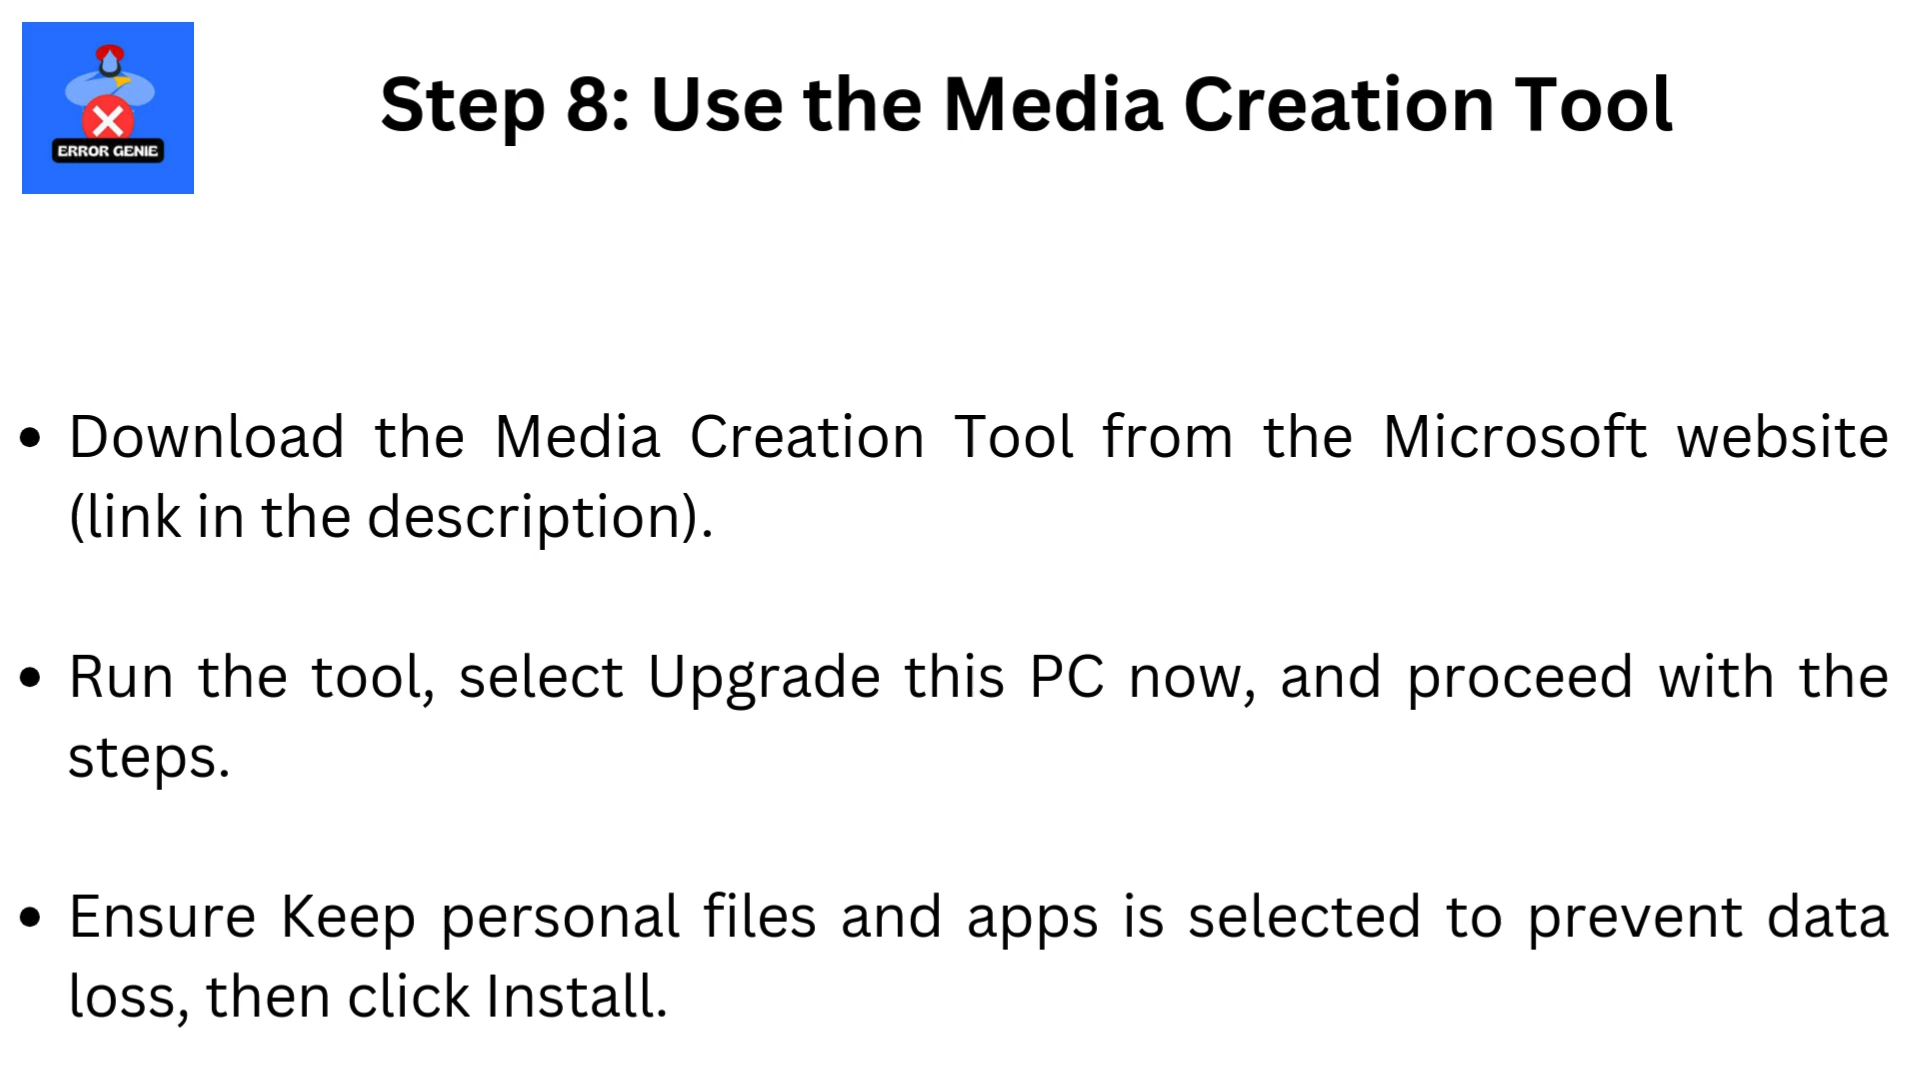 ERROR GENIE
Step 8: Use the Media Creation Tool
• Download the Media Creation Tool from the Microsoft website
(link in the description).
• Run the tool, select Upgrade this PC now, and proceed with the
steps.
• Ensure Keep personal files and apps is selected to prevent data
loss, then click Install.